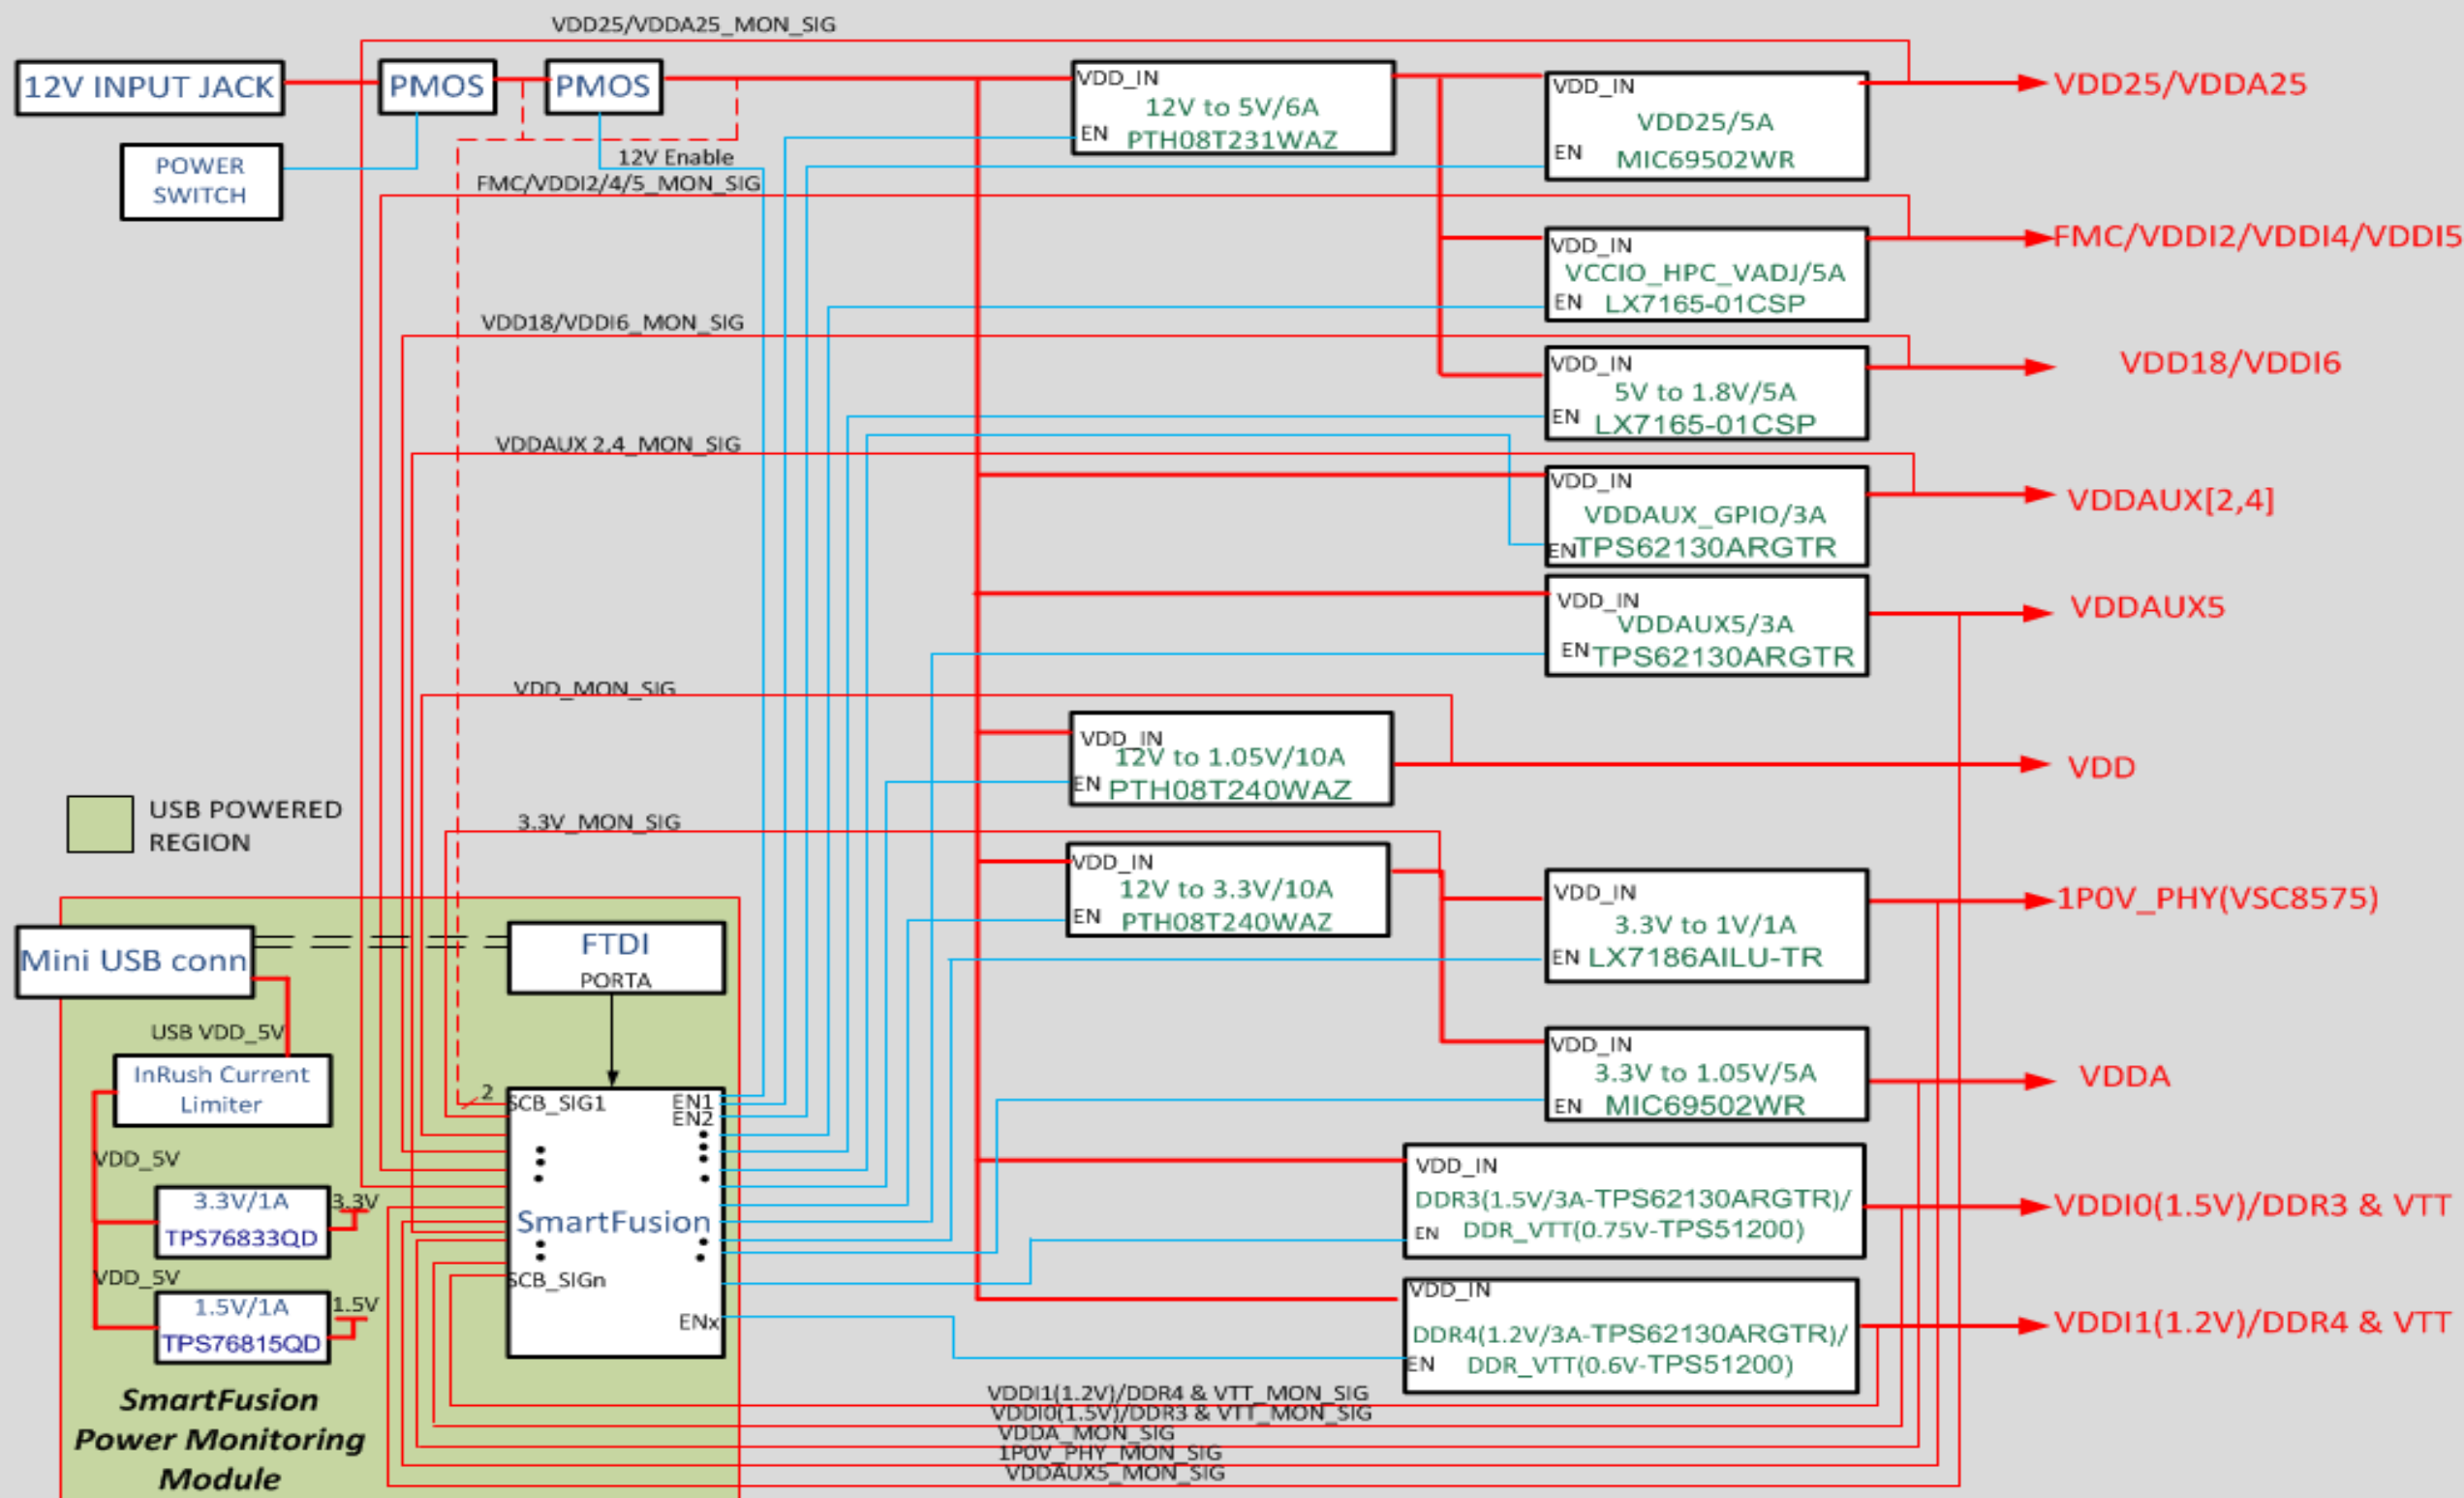 VDD25/VDDA25_MON_SIG
12V INPUT JACK
PMOS
PMOS
POWER
SWITCH
12V Enable
VDD_IN
12V to 5V/6A
EN
PTH08T231WAZ
VDD_IN
VDD25/5A
EN
MIC69502WR
VDD25/VDDA25
FMC/VDDI2/4/5_MON_SIG
VDD_IN
VCCIO_HPC_VADJ/5A
EN
LX7165-01CSP
FMC/VDDI2/VDDI4/VDDI5
VDD18/VDDI6_MON_SIG
VDD_IN
5V to 1.8V/5A
EN
LX7165-01CSP
VDD18/VDDI6
VDDAUX 2,4_MON_SIG
VDD_IN
VDDAUX_GPIO/3A
EN
TPS62130ARGTR
VDDAUX[2,4]
VDD_IN
VDDAUX5/3A
EN
TPS62130ARGTR
VDDAUX5
VDD_MON_SIG
VDD_IN
12V to 1.05V/10A
EN
PTH08T240WAZ
VDD
USB POWERED
REGION
3.3V_MON_SIG
VDD_IN
12V to 3.3V/10A
EN
PTH08T240WAZ
VDD_IN
3.3V to 1V/1A
EN
LX7186AILU-TR
1P0V_PHY(VSC8575)
VDD_IN
3.3V to 1.05V/5A
EN
MIC69502WR
VDDA
VDD_IN
DDR3(1.5V/3A-TPS62130ARGTR)/
EN
DDR_VTT(0.75V-TPS51200)
VDDI0(1.5V)/DDR3 & VTT
VDD_IN
DDR4(1.2V/3A-TPS62130ARGTR)/
EN
DDR_VTT(0.6V-TPS51200)
VDDI1(1.2V)/DDR4 & VTT
Mini USB conn
FTDI
PORTA
USB VDD_5V
InRush Current
Limiter
VDD_5V
3.3V/1A
TPS76833QD
3.3V
VDD_5V
1.5V/1A
TPS76815QD
1.5V
2
SCB_SIG1
EN1
EN2
SmartFusion
SCB_SIGn
ENx
SmartFusion
Power Monitoring
Module
VDDI1(1.2V)/DDR4 & VTT_MON_SIG
VDDI0(1.5V)/DDR3 & VTT_MON_SIG
VDDA_MON_SIG
1P0V_PHY_MON_SIG
VDDAUX5_MON_SIG